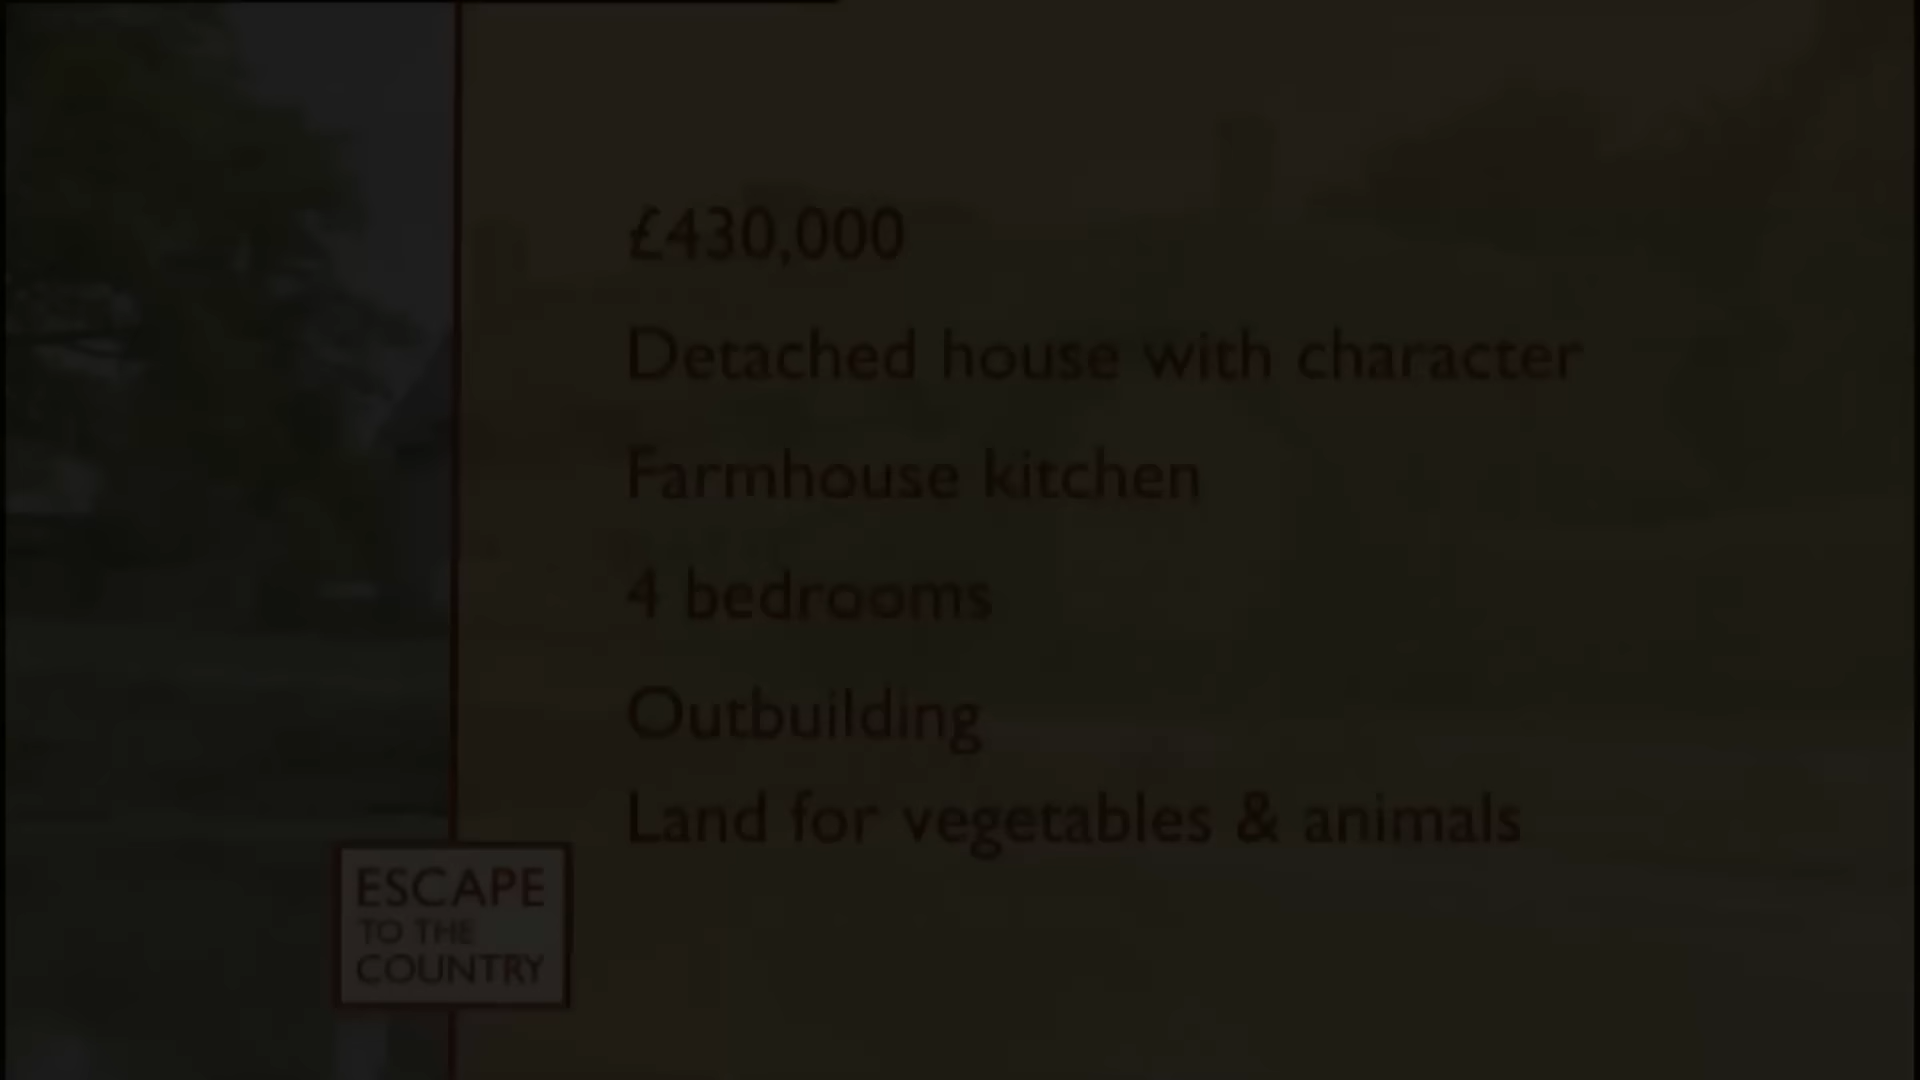 £430,000
Detached house with character
Farmhouse kitchen
4 bedrooms
Outbuilding
Land for vegetables & animals
ESCAPE
TO THE
COUNTRY